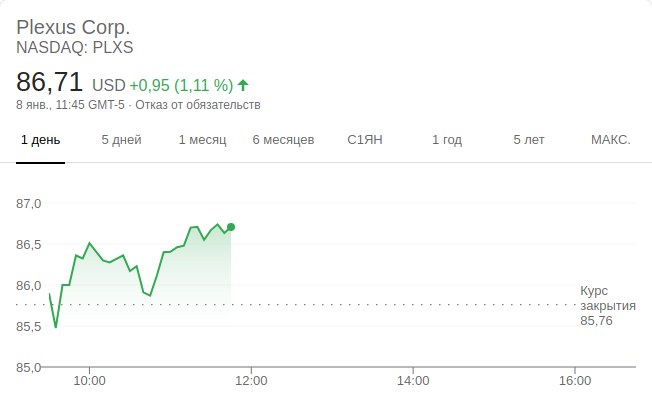 Plexus Corp.
NASDAQ: PLXS
86,71 USD +0,95 (1,11 %)
8 янв., 11:45 GMT-5 · Отказ от обязательств
1 день 5 дней 1 месяц 6 месяцев С1ЯН 1 год 5 лет МАКС.
87,0
86,5
86,0
Курс
закрытия
85,76
85,5
85,0
10:00 12:00 14:00 16:00